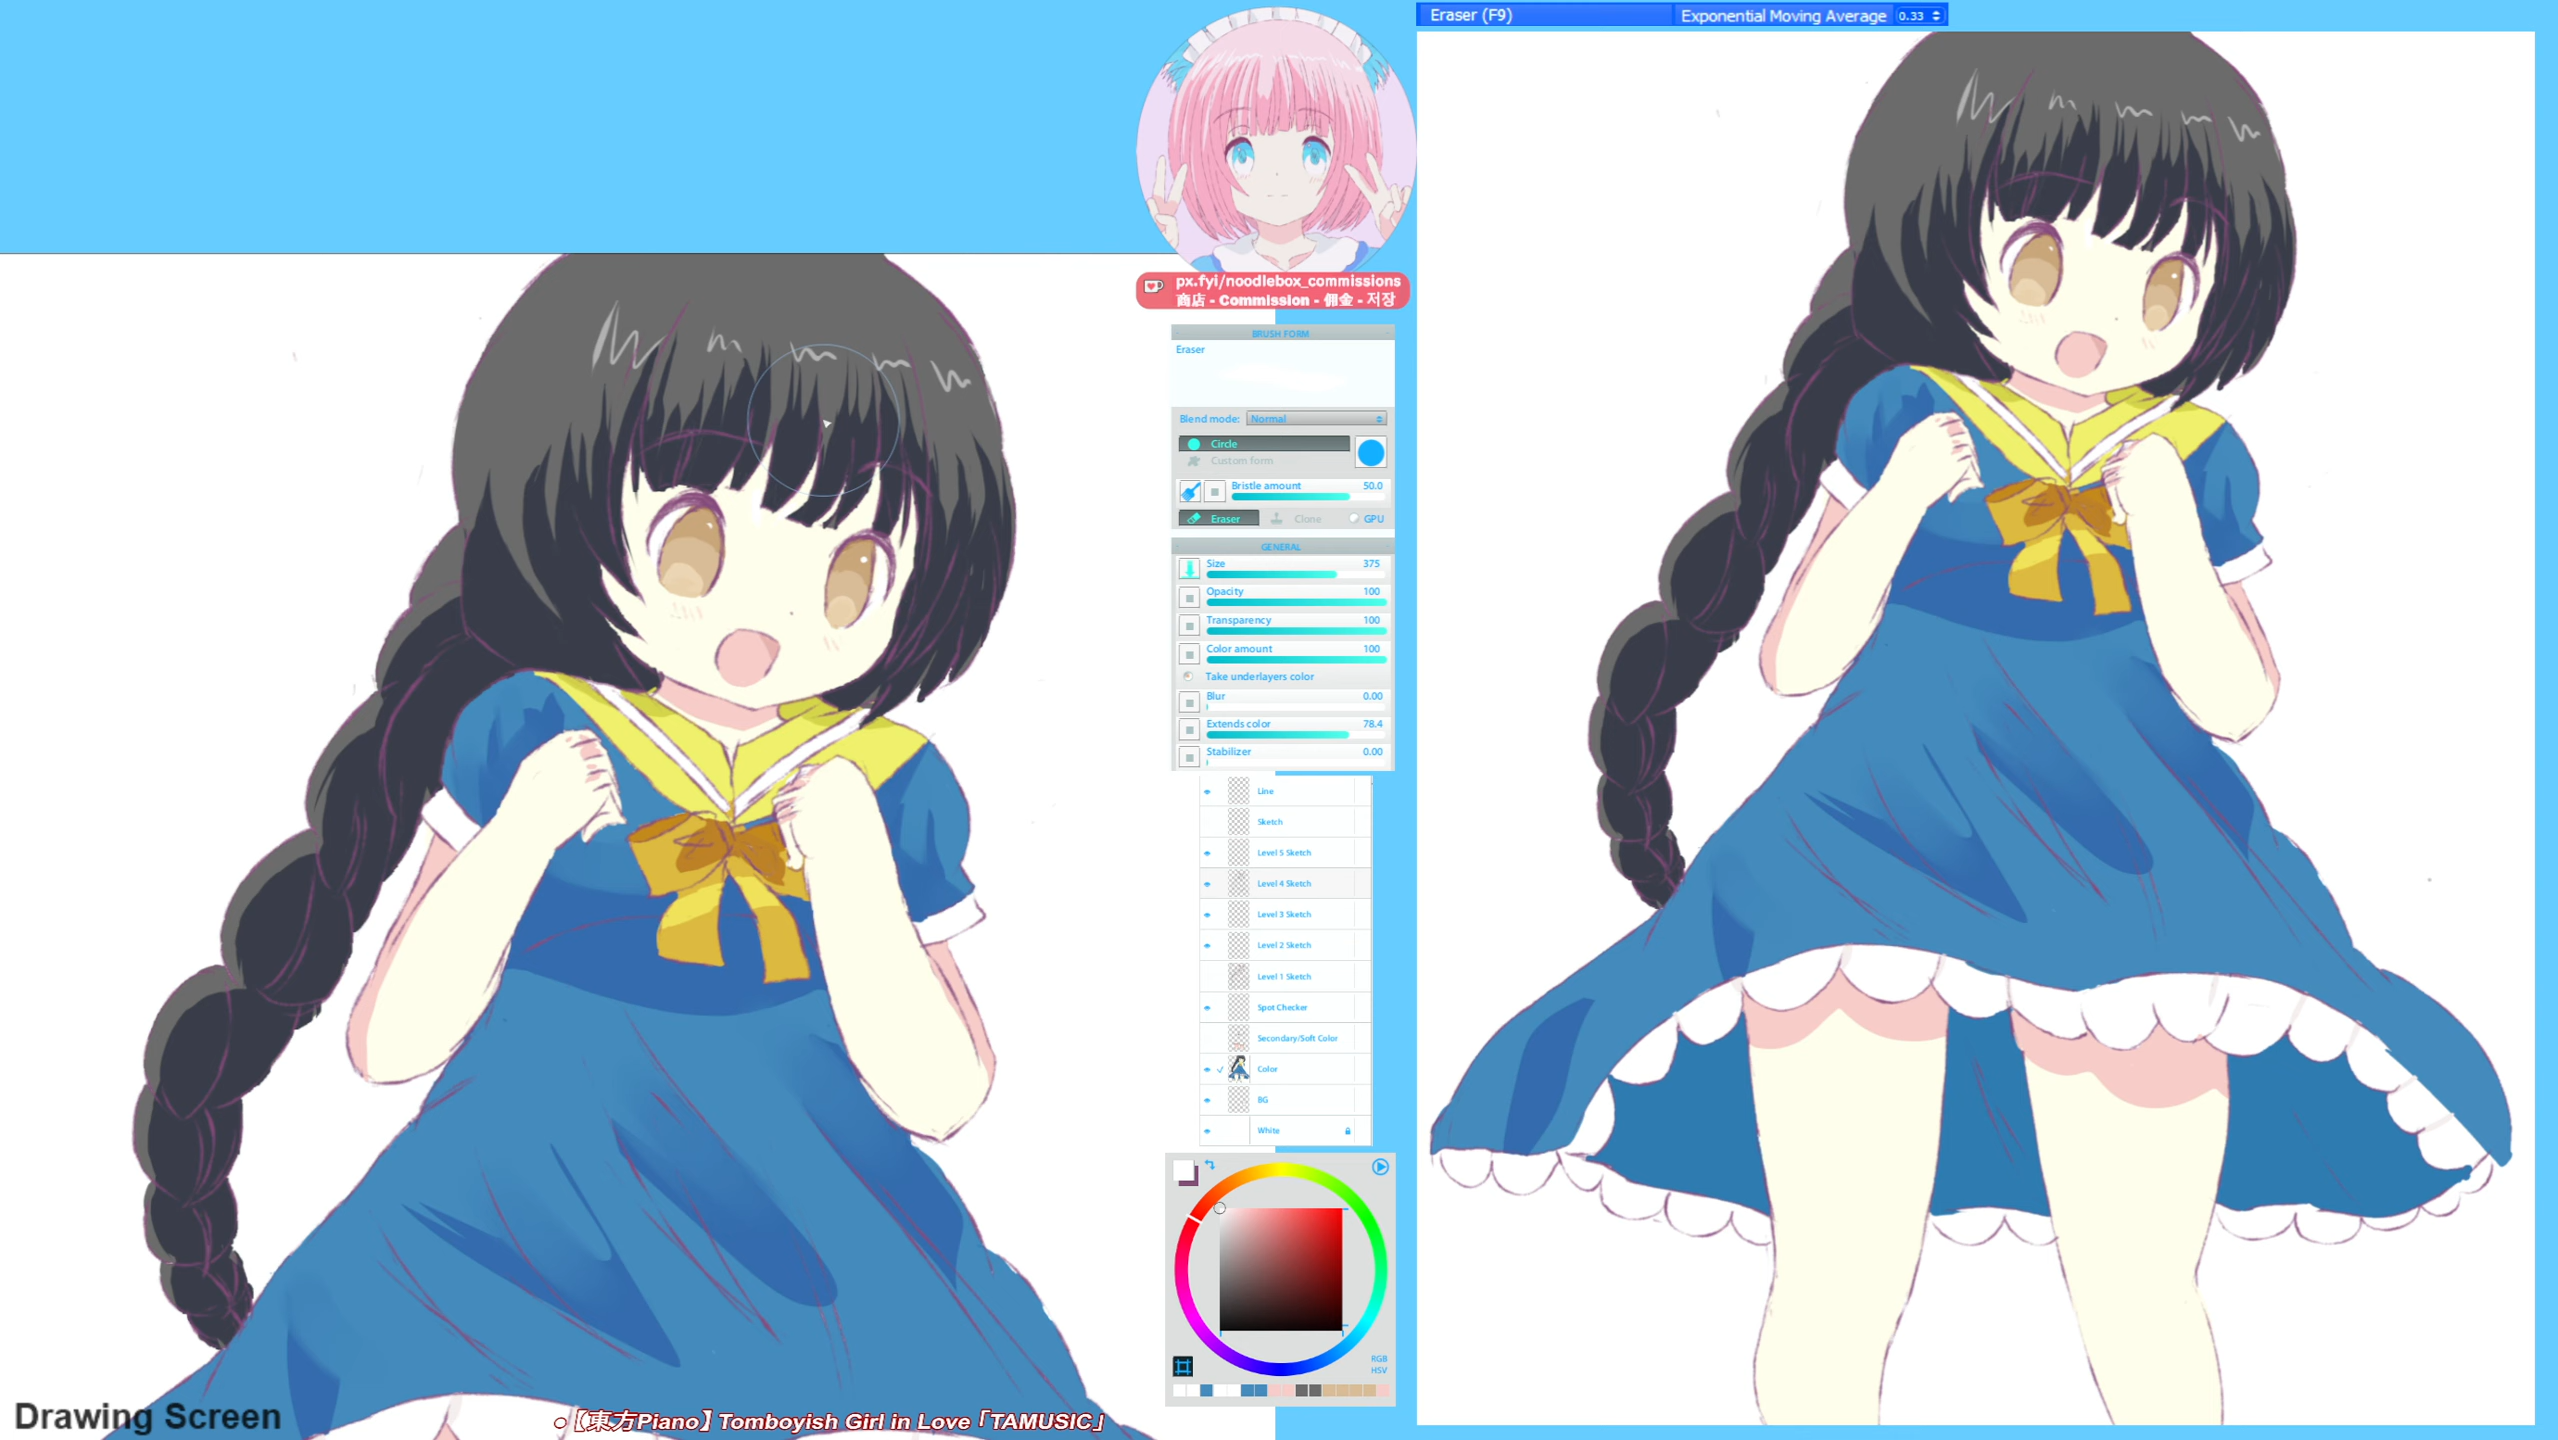 Eraser (F9)
Exponential Moving Average 0.33
px.fyi/noodlebox_commissions
商店 - Commission - 佣金 - 저장
BRUSH FORM
Eraser
Blend mode: Normal
Circle
Custom form
Bristle amount 50.0
Eraser Clone GPU
GENERAL
Size 375
Opacity 100
Transparency 100
Color amount 100
Take underlayers color
Blur 0.00
Extends color 78.4
Stabilizer 0.00
Line
Sketch
Level 5 Sketch
Level 4 Sketch
Level 3 Sketch
Level 2 Sketch
Level 1 Sketch
Spot Checker
Secondary/Soft Color
Color
BG
White
RGB
HSV
Drawing Screen
•【東方Piano】Tomboyish Girl in Love「TAMUSIC」